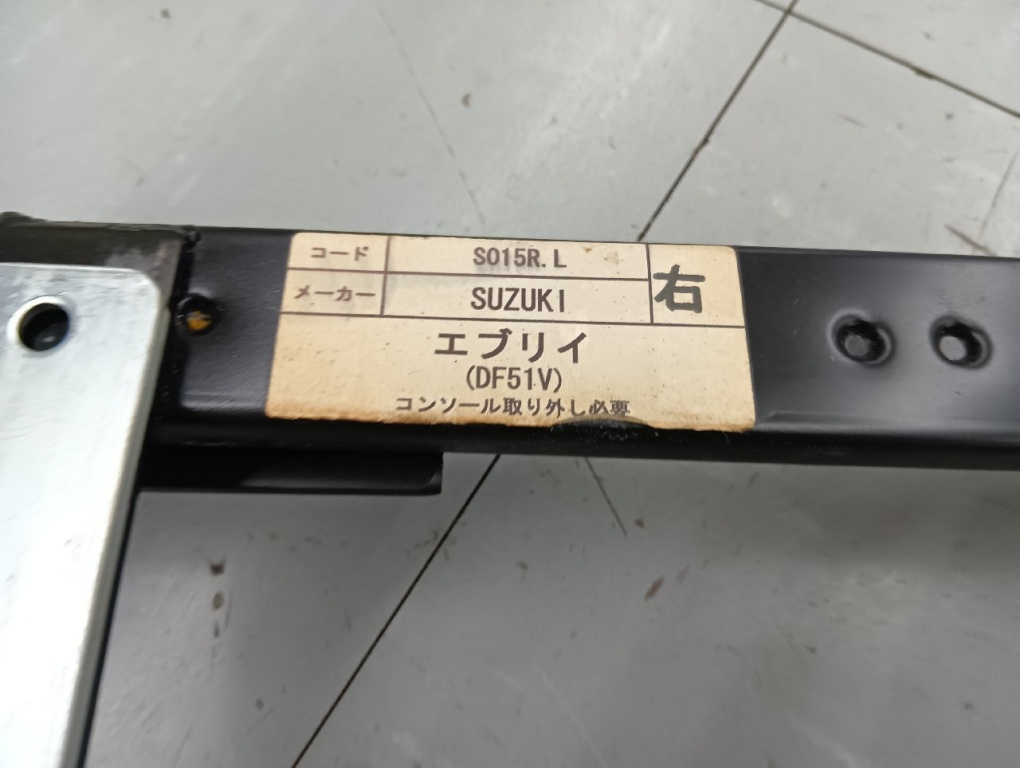 コード S015R.L 右
メーカー SUZUKI
エブリイ
(DF51V)
コンソール取り外し必要